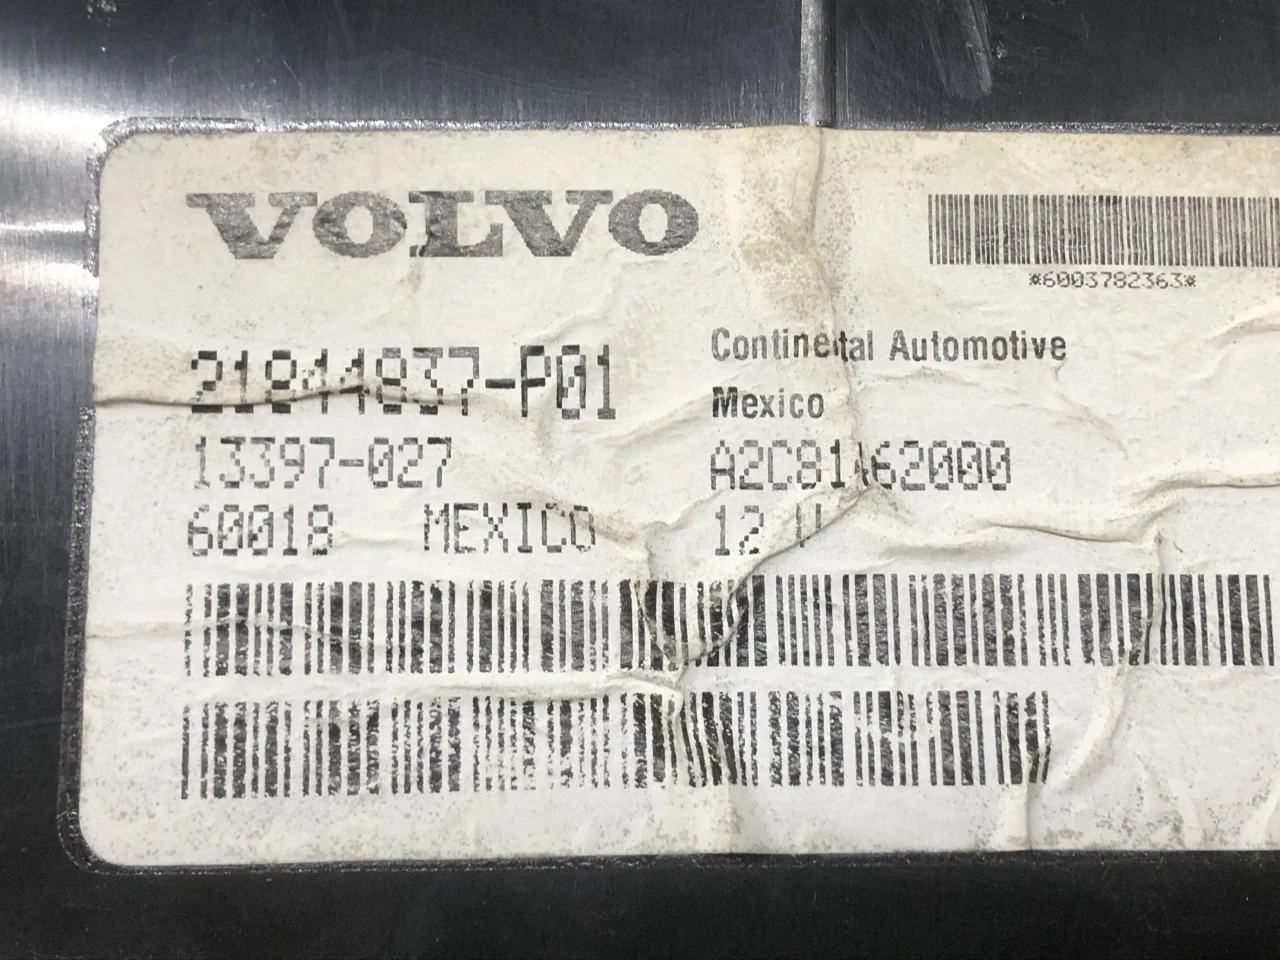 VOLVO
*6003782363*
21844837-P01
Continental Automotive
Mexico
13397-027
60018 MEXICO
12 V